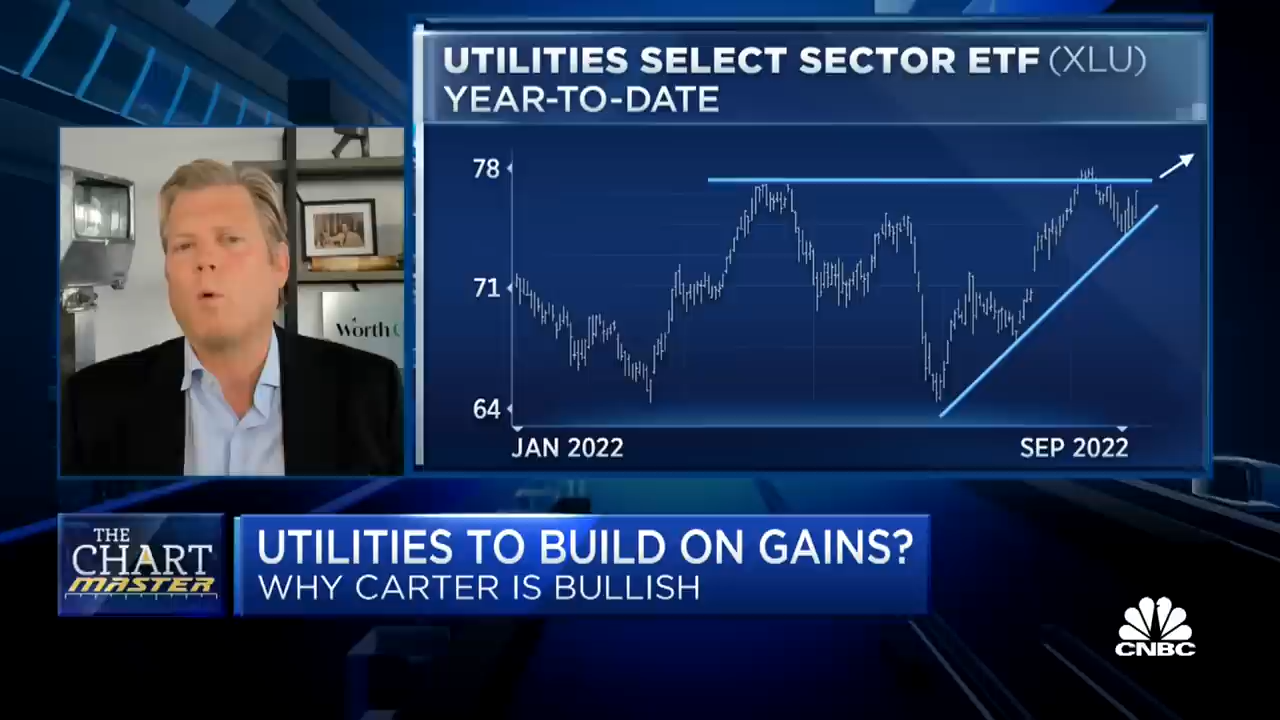 UTILITIES SELECT SECTOR ETF (XLU)
YEAR-TO-DATE
78
71
64
JAN 2022
SEP 2022
Worth
THE
CHART
MASTER
UTILITIES TO BUILD ON GAINS?
WHY CARTER IS BULLISH
CNBC